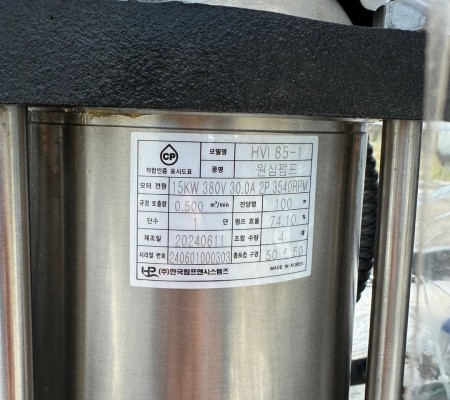 CP
적합인증 표시도표
모델명 HVI 85-1
품명 원심펌프
모터 전원 15KW 380V 30.0A 2P 3540RPM
규정 토출량 0.500 m³/min 전양정 100 m
단수 1 단 펌프 효율 74.10 %
제조일 20240611 조합 수량 4 대
시리얼 번호 240601000303 흡토출 구경 50 / 50
HP (주)한국펌프앤시스템즈 MADE IN KOREA